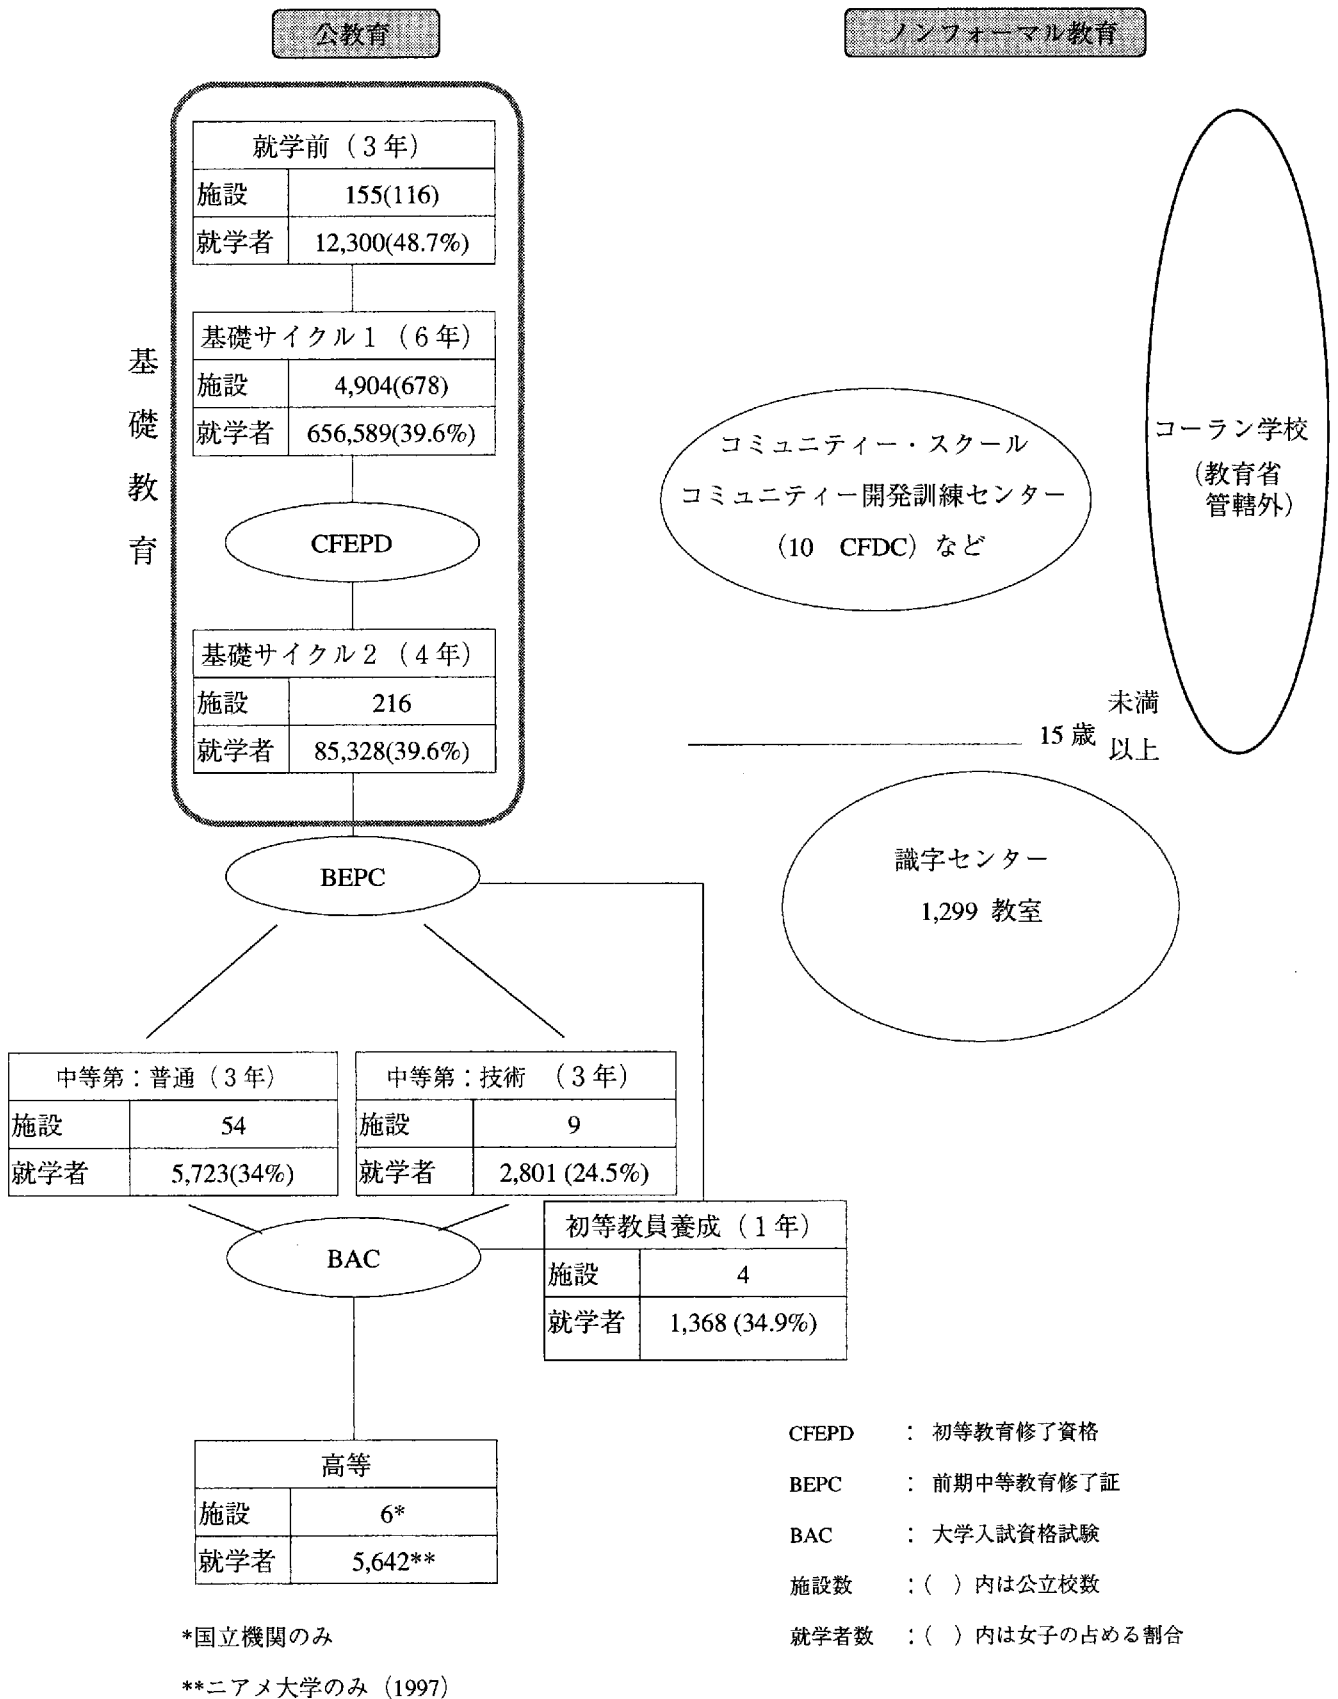 公教育
ノンフォーマル教育
基礎教育
就学前（3年）
施設 155(116)
就学者 12,300(48.7%)
基礎サイクル1（6年）
施設 4,904(678)
就学者 656,589(39.6%)
CFEPD
基礎サイクル2（4年）
施設 216
就学者 85,328(39.6%)
BEPC
コミュニティー・スクール
コミュニティー開発訓練センター
（10 CFDC）など
コーラン学校
（教育省
管轄外）
未満
15歳
以上
識字センター
1,299 教室
中等第：普通（3年）
施設 54
就学者 5,723(34%)
中等第：技術 （3年）
施設 9
就学者 2,801 (24.5%)
BAC
初等教員養成（1年）
施設 4
就学者 1,368 (34.9%)
高等
施設 6*
就学者 5,642**
*国立機関のみ
**ニアメ大学のみ（1997）
CFEPD ：初等教育修了資格
BEPC ：前期中等教育修了証
BAC ：大学入試資格試験
施設数 ：（ ）内は公立校数
就学者数 ：（ ）内は女子の占める割合